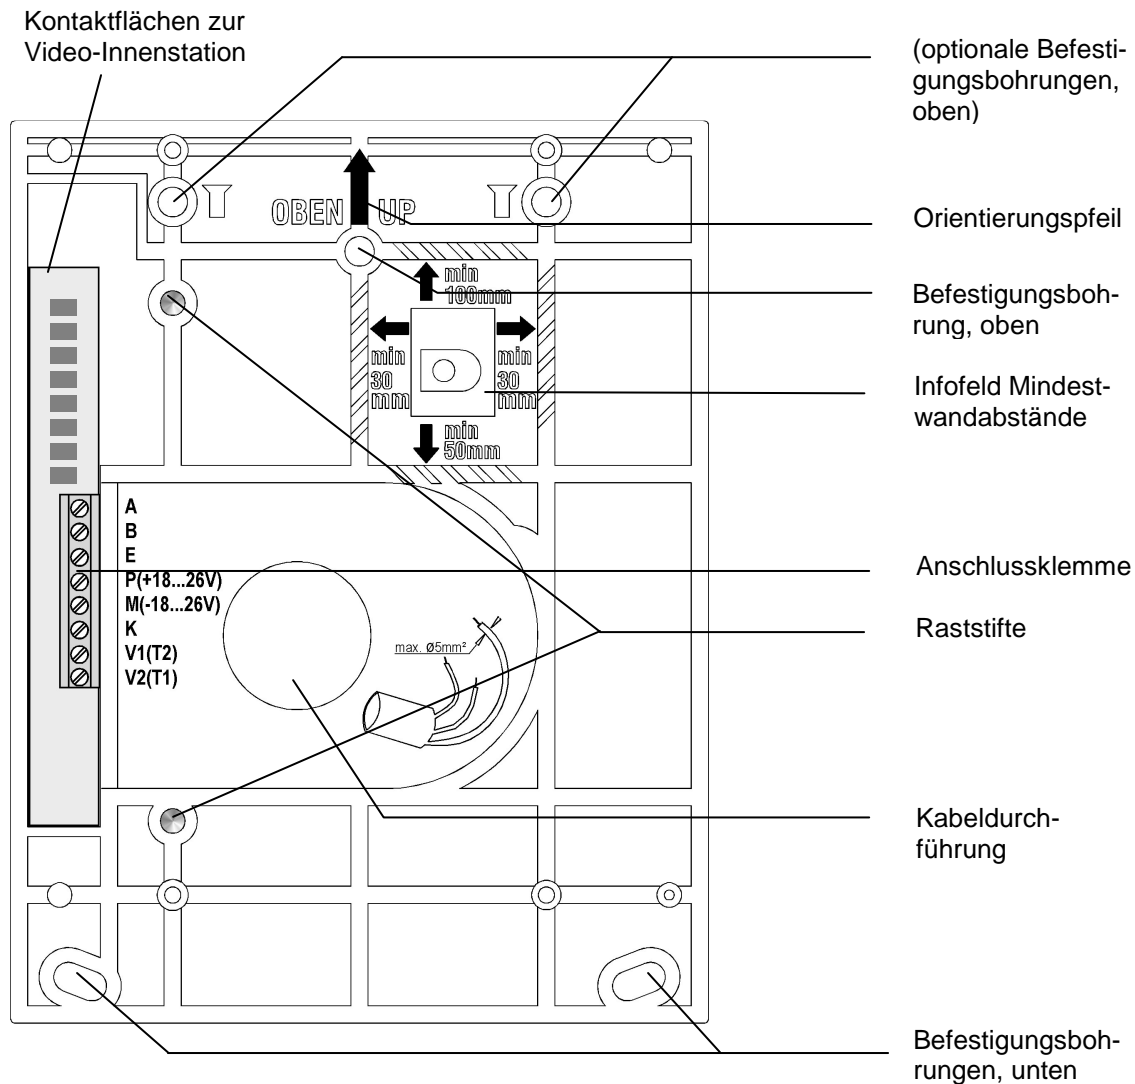 Kontaktflächen zur
Video-Innenstation
(optionale Befesti-
gungsbohrungen,
oben)
OBEN UP
Orientierungspfeil
min
100mm
Befestigungsboh-
rung, oben
min
30
mm
min
30
mm
Infofeld Mindest-
wandabstände
min
50mm
A
B
E
P(+18...26V)
M(-18...26V)
K
V1(T2)
V2(T1)
Anschlussklemme
Raststifte
max. Ø5mm²
Kabeldurch-
führung
Befestigungsboh-
rungen, unten